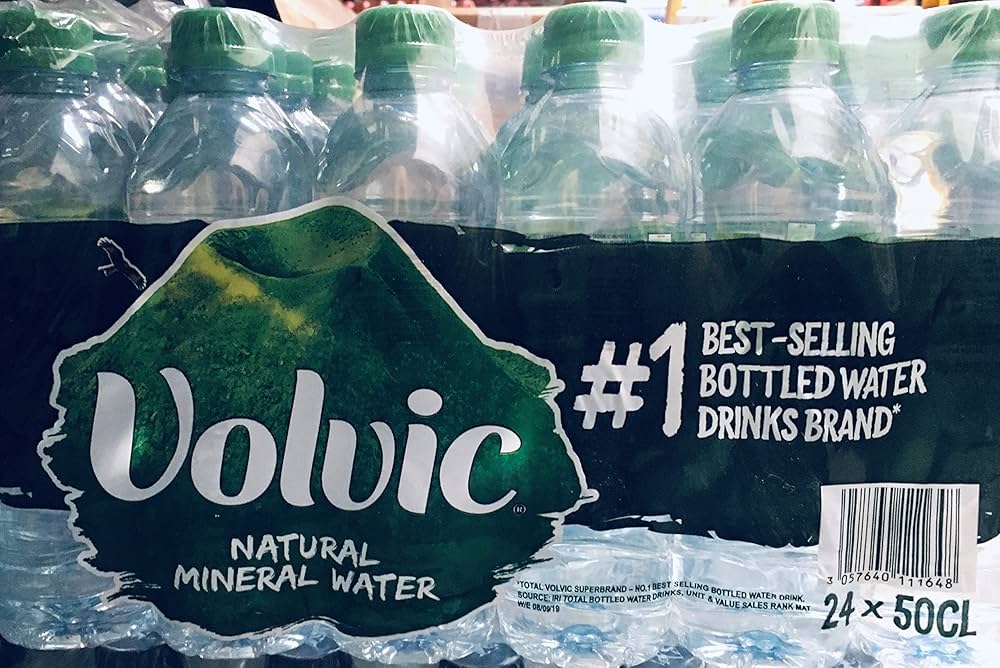 Volvic
®
NATURAL
MINERAL WATER
#1 BEST-SELLING
BOTTLED WATER
DRINKS BRAND*
*TOTAL VOLVIC SUPERBRAND – NO.1 BEST SELLING BOTTLED WATER DRINK.
SOURCE: IRI TOTAL BOTTLED WATER DRINKS, UNIT & VALUE SALES RANK MAT
W/E 08/09/19
3 057640 111648
24 x 50CL